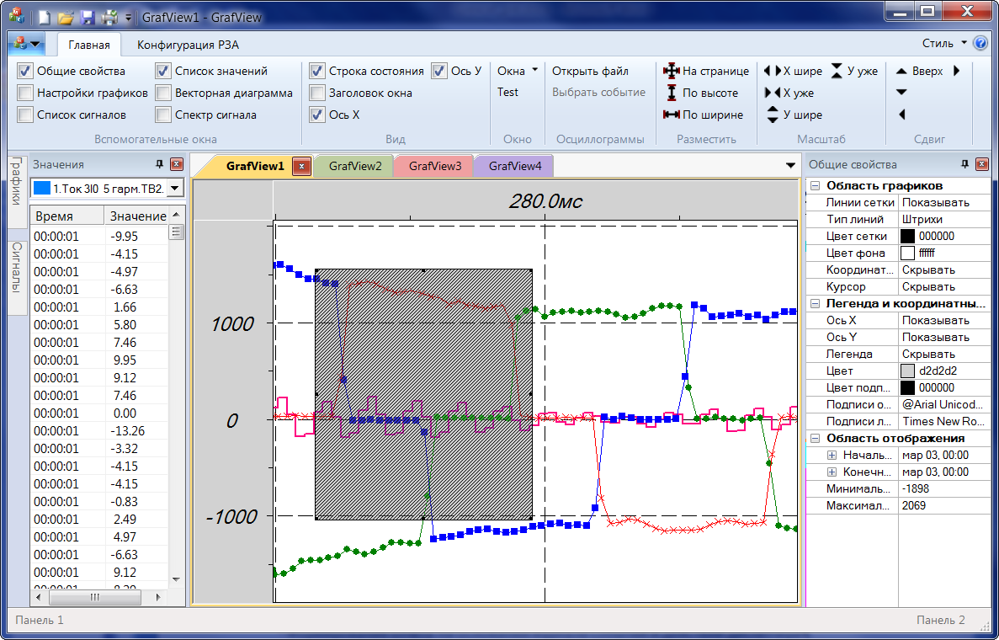 GrafView1 - GrafView
Главная
Конфигурация РЗА
Стиль
Общие свойства
Список значений
Настройки графиков
Векторная диаграмма
Список сигналов
Спектр сигнала
Вспомогательные окна
Строка состояния
Ось У
Заголовок окна
Ось Х
Вид
Окна
Test
Окно
Открыть файл
Выбрать событие
Осциллограммы
На странице
По высоте
По ширине
Разместить
Х шире
У уже
Х уже
У шире
Масштаб
Вверх
Сдвиг
Графики
Сигналы
Значения
1.Ток 3I0 5 гарм.ТВ2.
Время
Значение
00:00:01 -9.95
00:00:01 -4.15
00:00:01 -4.97
00:00:01 -6.63
00:00:01 1.66
00:00:01 5.80
00:00:01 7.46
00:00:01 9.95
00:00:01 9.12
00:00:01 7.46
00:00:01 0.00
00:00:01 -13.26
00:00:01 -3.32
00:00:01 -4.15
00:00:01 -4.15
00:00:01 -0.83
00:00:01 2.49
00:00:01 4.97
00:00:01 -6.63
00:00:01 9.12
00:00:01 8.29
GrafView1
GrafView2
GrafView3
GrafView4
280.0мс
1000
0
-1000
Общие свойства
Область графиков
Линии сетки Показывать
Тип линий Штрихи
Цвет сетки 000000
Цвет фона ffffff
Координат... Скрывать
Курсор Скрывать
Легенда и координатны...
Ось X Показывать
Ось Y Показывать
Легенда Скрывать
Цвет d2d2d2
Цвет подп... 000000
Подписи о... @Arial Unicod...
Подписи л... Times New Ro...
Область отображения
Началь... мар 03, 00:00
Конечн... мар 03, 00:00
Минималь... -1898
Максимал... 2069
Панель 1
Панель 2